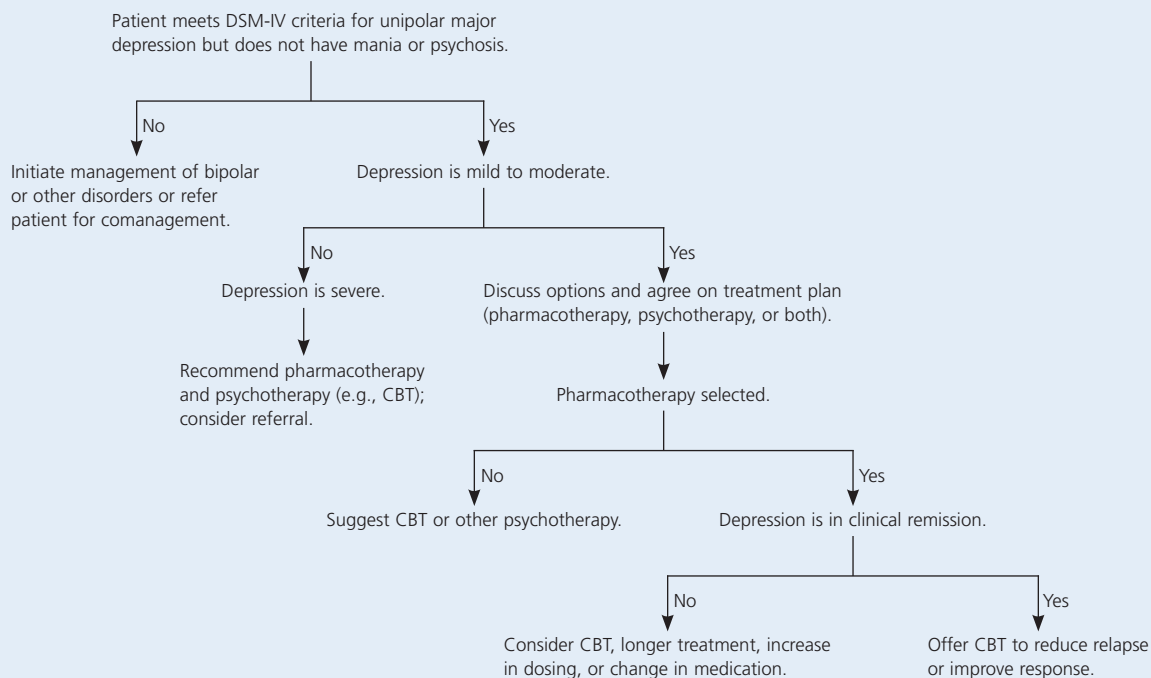 Patient meets DSM-IV criteria for unipolar major
depression but does not have mania or psychosis.
No
Yes
Initiate management of bipolar
or other disorders or refer
patient for comanagement.
Depression is mild to moderate.
No
Yes
Depression is severe.
Discuss options and agree on treatment plan
(pharmacotherapy, psychotherapy, or both).
Recommend pharmacotherapy
and psychotherapy (e.g., CBT);
consider referral.
Pharmacotherapy selected.
No
Yes
Suggest CBT or other psychotherapy.
Depression is in clinical remission.
No
Yes
Consider CBT, longer treatment, increase
in dosing, or change in medication.
Offer CBT to reduce relapse
or improve response.